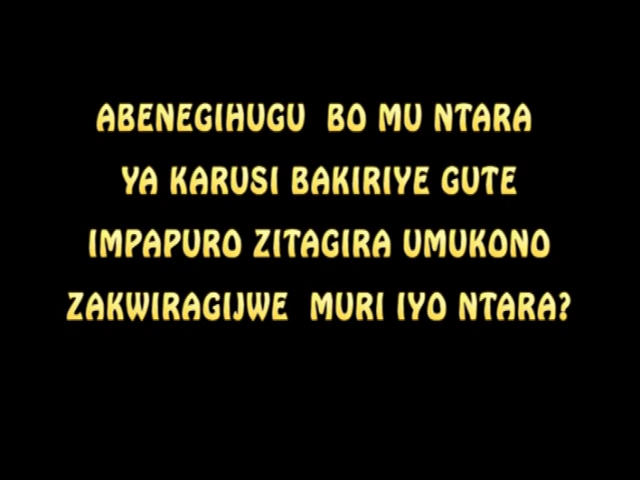 ABENEGIHUGU BO MU NTARA
YA KARUSI BAKIRIYE GUTE
IMPAPURO ZITAGIRA UMUKONO
ZAKWIRAGIJWE MURI IYO NTARA?